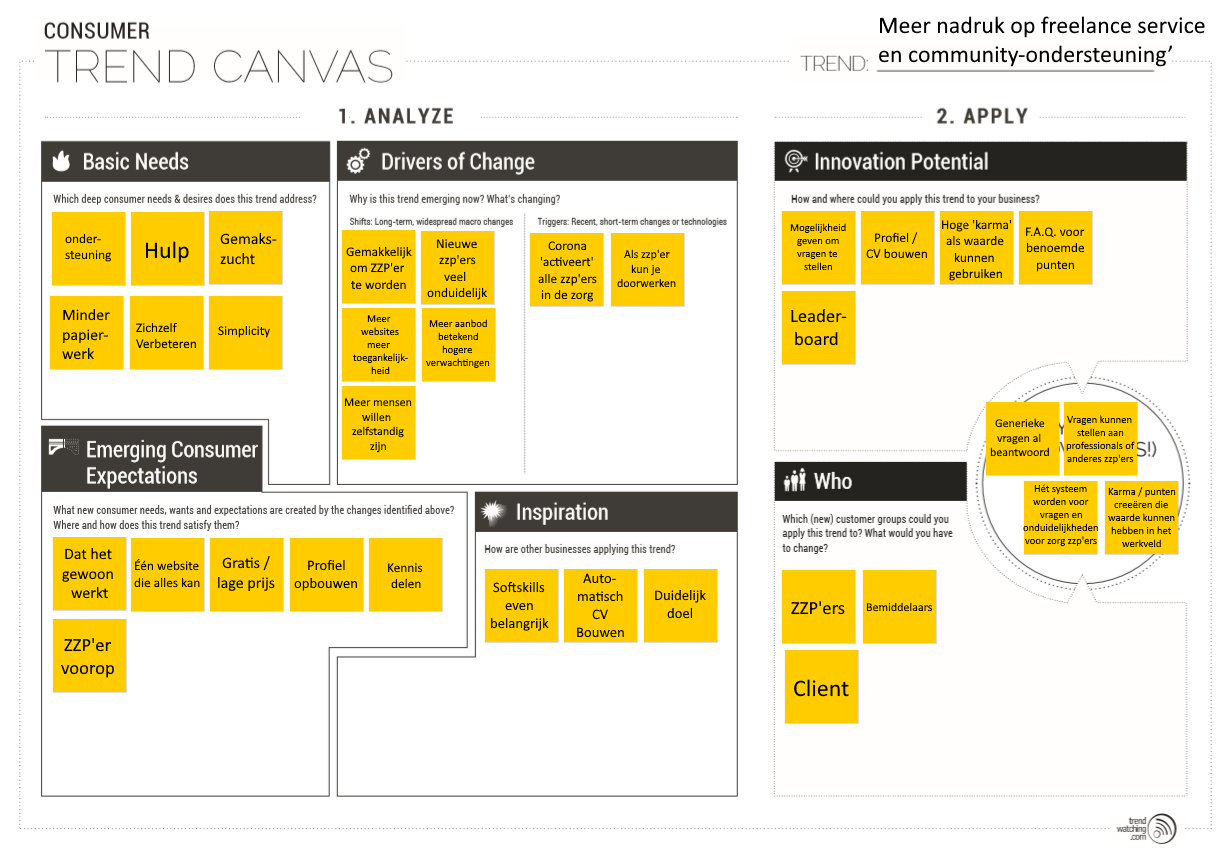 CONSUMER
TREND CANVAS
TREND:
Meer nadruk op freelance service
en community-ondersteuning’
1. ANALYZE
2. APPLY
Basic Needs
Which deep consumer needs & desires does this trend address?
onder-
steuning
Hulp
Gemaks-
zucht
Minder
papier-
werk
Zichzelf
Verbeteren
Simplicity
Drivers of Change
Why is this trend emerging now? What's changing?
Shifts: Long-term, widespread macro changes
Gemakkelijk
om ZZP'er
te worden
Nieuwe
zzp'ers
veel
onduidelijk
Meer
websites
meer
toegankelijk-
heid
Meer aanbod
betekend
hogere
verwachtingen
Meer mensen
willen
zelfstandig
zijn
Triggers: Recent, short-term changes or technologies
Corona
'activeert'
alle zzp'ers
in de zorg
Als zzp'er
kun je
doorwerken
Emerging Consumer
Expectations
What new consumer needs, wants and expectations are created by the changes identified above?
Where and how does this trend satisfy them?
Dat het
gewoon
werkt
Één website
die alles kan
Gratis /
lage prijs
Profiel
opbouwen
Kennis
delen
ZZP'er
voorop
Inspiration
How are other businesses applying this trend?
Softskills
even
belangrijk
Auto-
matisch
CV
Bouwen
Duidelijk
doel
Innovation Potential
How and where could you apply this trend to your business?
Mogelijkheid
geven om
vragen te
stellen
Profiel /
CV bouwen
Hoge 'karma'
als waarde
kunnen
gebruiken
F.A.Q. voor
benoemde
punten
Leader-
board
Generieke
vragen al
beantwoord
Vragen kunnen
stellen aan
professionals of
anderes zzp'ers
S!)
Hét systeem
worden voor
vragen en
onduidelijkheden
voor zorg zzp'ers
Karma / punten
creeëren die
waarde kunnen
hebben in het
werkveld
Who
Which (new) customer groups could you
apply this trend to? What would you have
to change?
ZZP'ers
Bemiddelaars
Client
trend
watching
.com